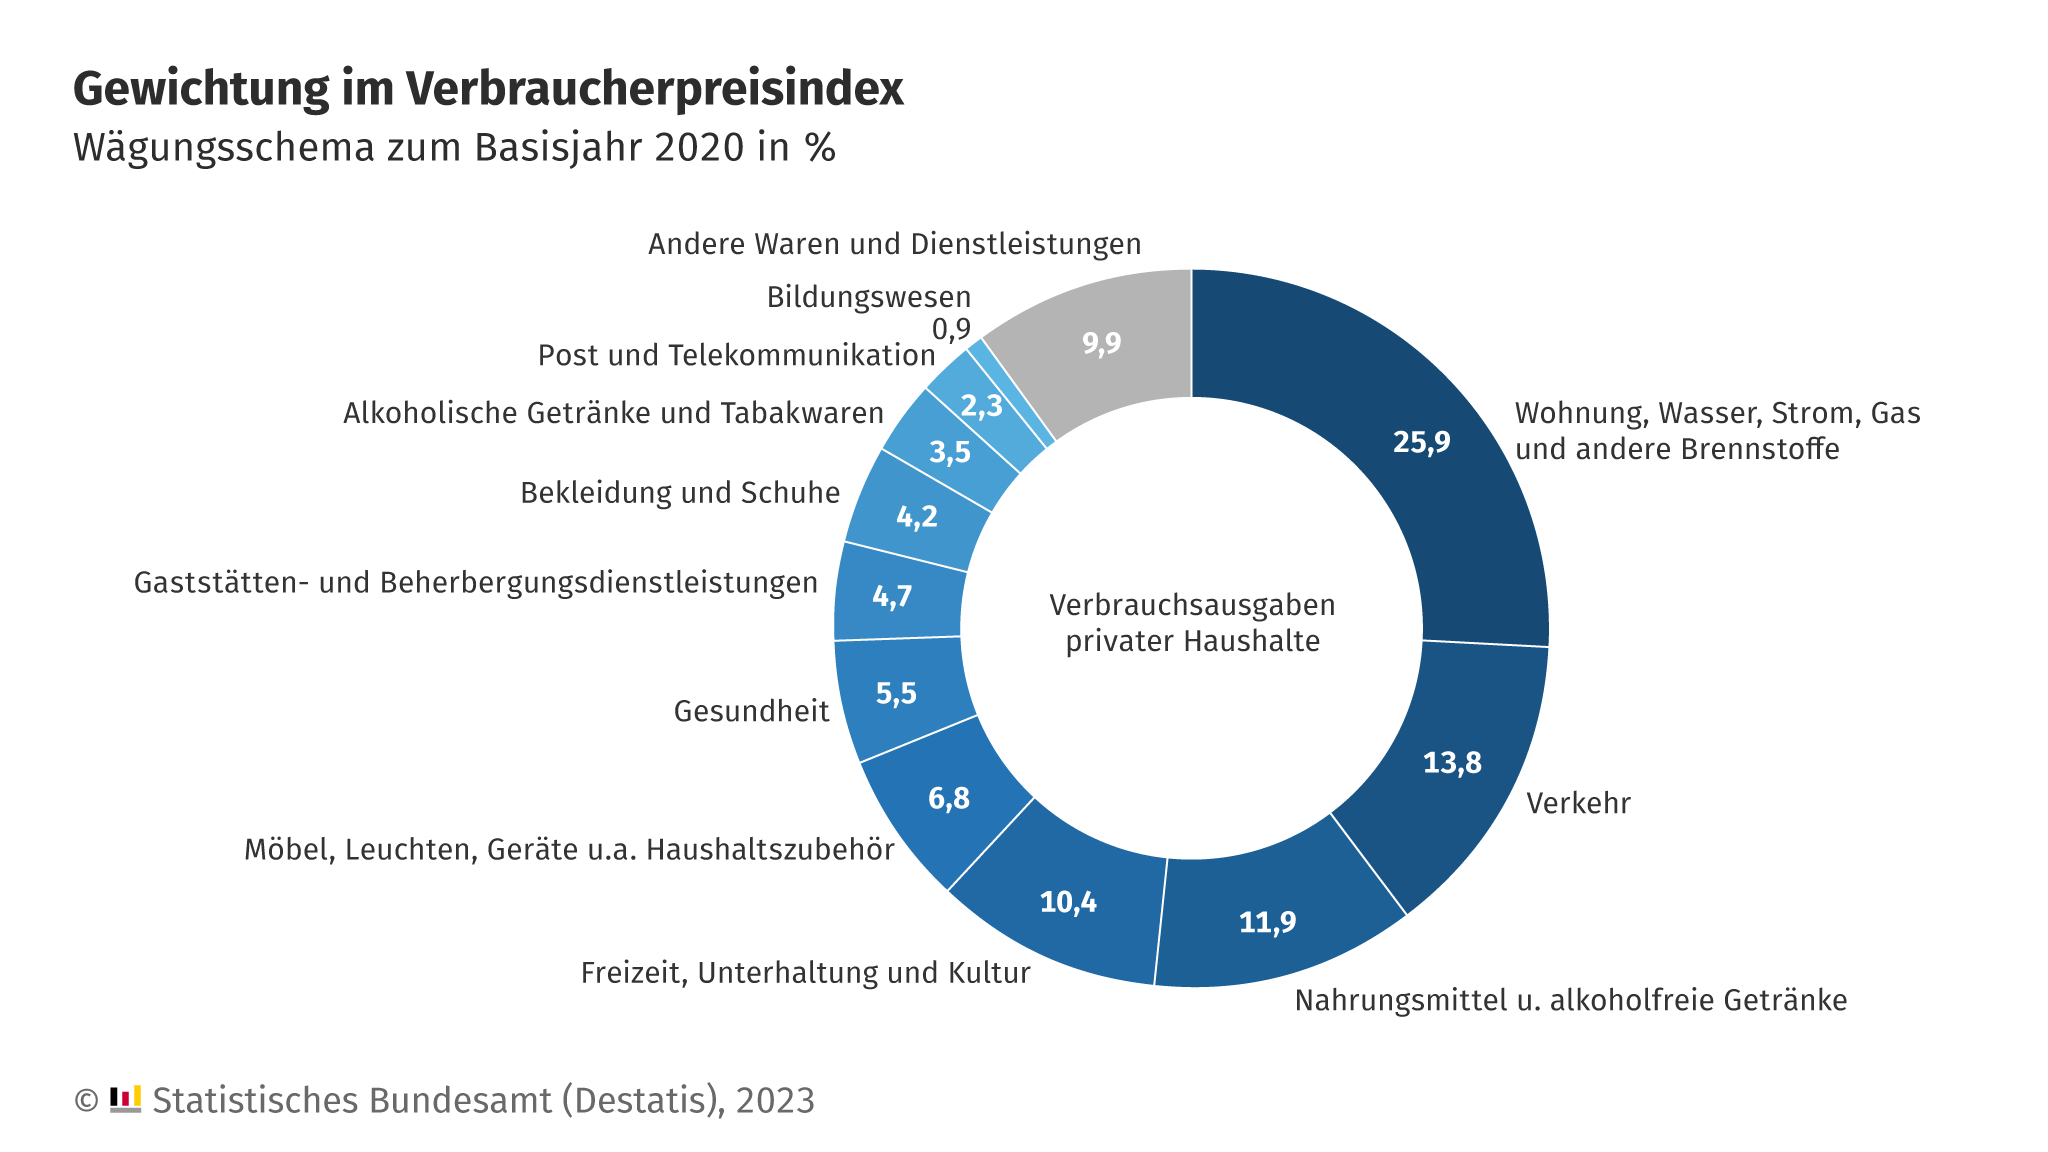 Gewichtung im Verbraucherpreisindex
Wägungsschema zum Basisjahr 2020 in %
Andere Waren und Dienstleistungen
9,9
Bildungswesen
0,9
Post und Telekommunikation
2,3
Alkoholische Getränke und Tabakwaren
3,5
Bekleidung und Schuhe
4,2
Gaststätten- und Beherbergungsdienstleistungen
4,7
Gesundheit
5,5
Möbel, Leuchten, Geräte u.a. Haushaltszubehör
6,8
Freizeit, Unterhaltung und Kultur
10,4
Nahrungsmittel u. alkoholfreie Getränke
11,9
Verkehr
13,8
Wohnung, Wasser, Strom, Gas
und andere Brennstoffe
25,9
Verbrauchsausgaben
privater Haushalte
© Statistisches Bundesamt (Destatis), 2023